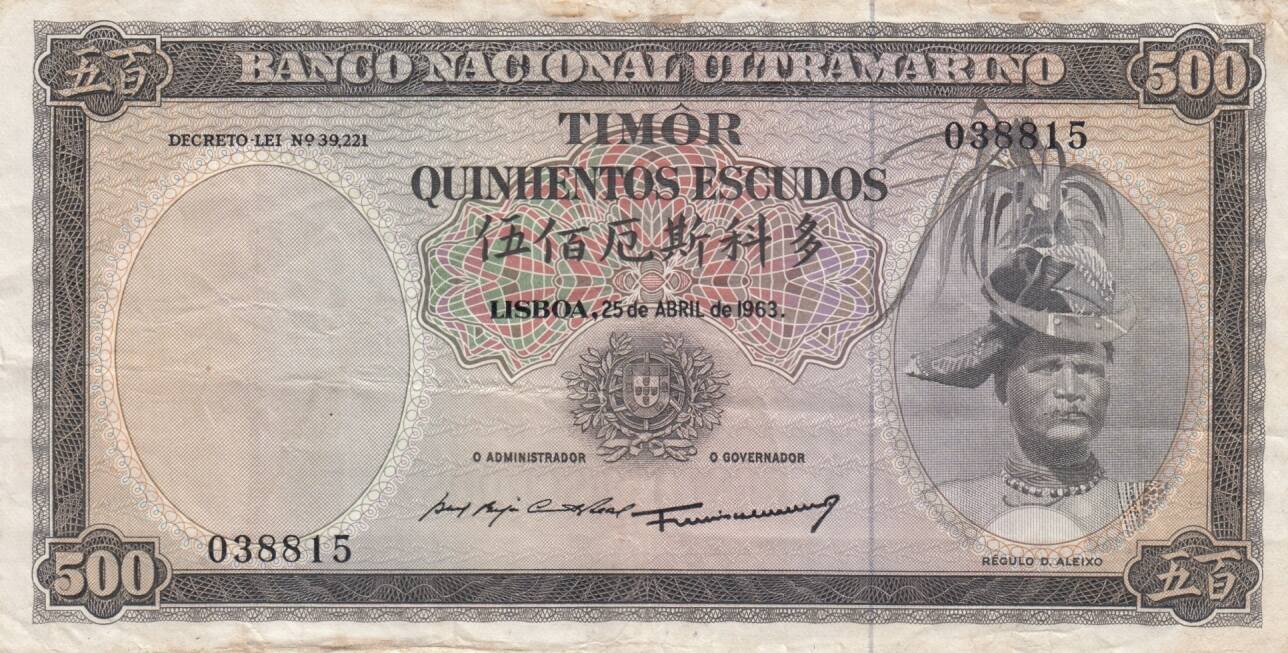 五百 BANCO NACIONAL ULTRAMARINO 500
TIMÔR
DECRETO-LEI Nº 39,221
038815
QUINHENTOS ESCUDOS
伍佰厄斯科多
LISBOA, 25 de ABRIL de 1963.
O ADMINISTRADOR O GOVERNADOR
038815
RÉGULO D. ALEIXO
500 五百